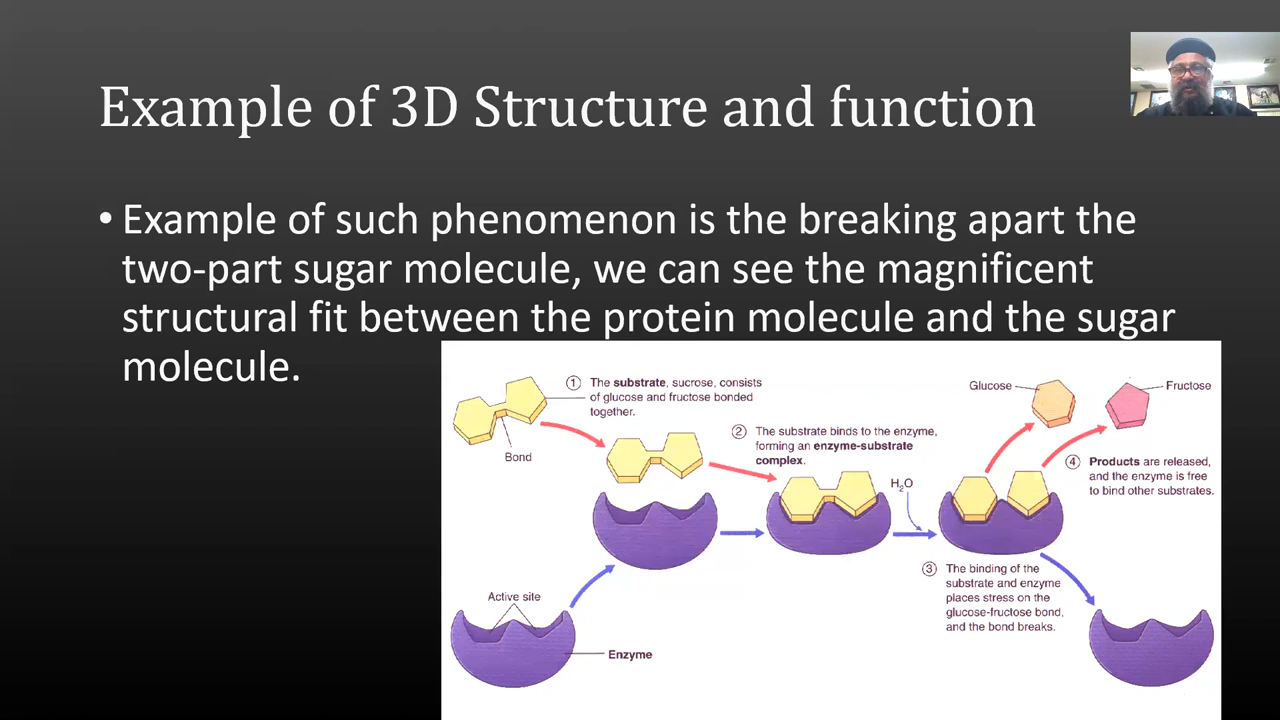 Example of 3D Structure and function
• Example of such phenomenon is the breaking apart the
two-part sugar molecule, we can see the magnificent
structural fit between the protein molecule and the sugar
molecule.
1 The substrate, sucrose, consists
of glucose and fructose bonded
together.
Bond
2 The substrate binds to the enzyme,
forming an enzyme-substrate
complex.
H₂O
Glucose
Fructose
4 Products are released,
and the enzyme is free
to bind other substrates.
3 The binding of the
substrate and enzyme
places stress on the
glucose-fructose bond,
and the bond breaks.
Active site
Enzyme